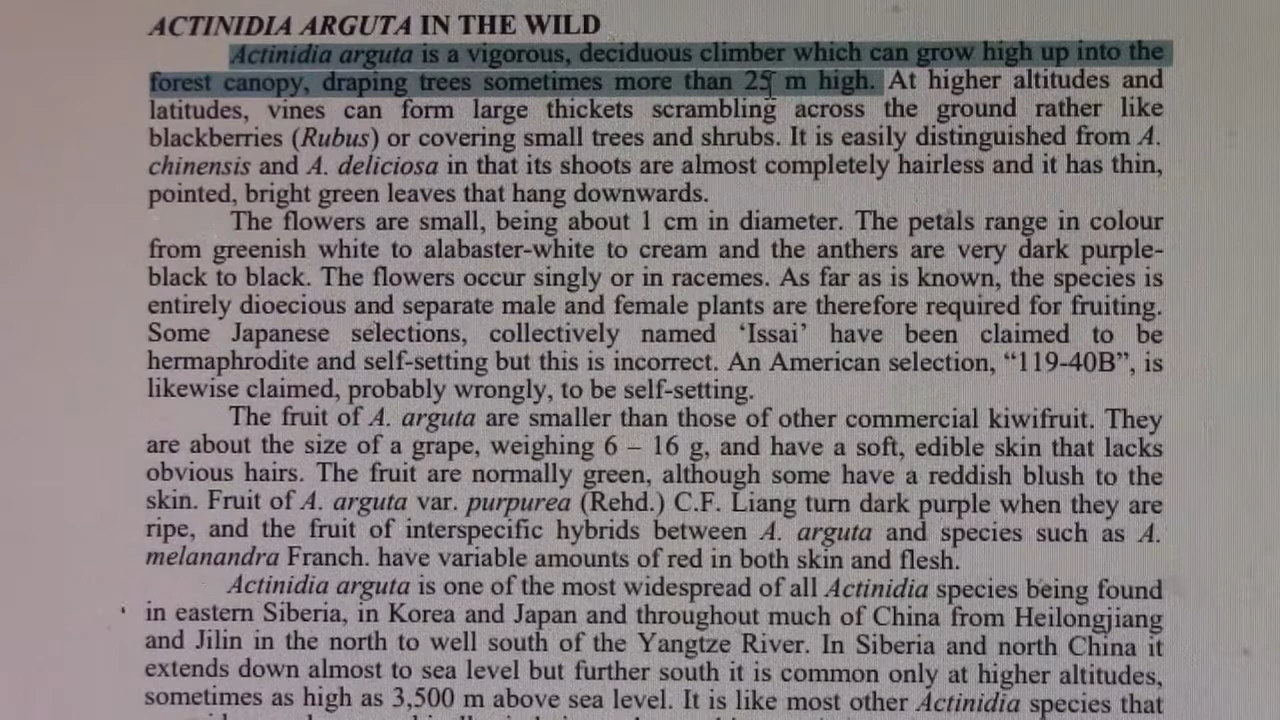 ACTINIDIA ARGUTA IN THE WILD
Actinidia arguta is a vigorous, deciduous climber which can grow high up into the
forest canopy, draping trees sometimes more than 25 m high. At higher altitudes and
latitudes, vines can form large thickets scrambling across the ground rather like
blackberries (Rubus) or covering small trees and shrubs. It is easily distinguished from A.
chinensis and A. deliciosa in that its shoots are almost completely hairless and it has thin,
pointed, bright green leaves that hang downwards.
The flowers are small, being about 1 cm in diameter. The petals range in colour
from greenish white to alabaster-white to cream and the anthers are very dark purple-
black to black. The flowers occur singly or in racemes. As far as is known, the species is
entirely dioecious and separate male and female plants are therefore required for fruiting.
Some Japanese selections, collectively named ‘Issai’ have been claimed to be
hermaphrodite and self-setting but this is incorrect. An American selection, “119-40B”, is
likewise claimed, probably wrongly, to be self-setting.
The fruit of A. arguta are smaller than those of other commercial kiwifruit. They
are about the size of a grape, weighing 6 – 16 g, and have a soft, edible skin that lacks
obvious hairs. The fruit are normally green, although some have a reddish blush to the
skin. Fruit of A. arguta var. purpurea (Rehd.) C.F. Liang turn dark purple when they are
ripe, and the fruit of interspecific hybrids between A. arguta and species such as A.
melanandra Franch. have variable amounts of red in both skin and flesh.
Actinidia arguta is one of the most widespread of all Actinidia species being found
in eastern Siberia, in Korea and Japan and throughout much of China from Heilongjiang
and Jilin in the north to well south of the Yangtze River. In Siberia and north China it
extends down almost to sea level but further south it is common only at higher altitudes,
sometimes as high as 3,500 m above sea level. It is like most other Actinidia species that